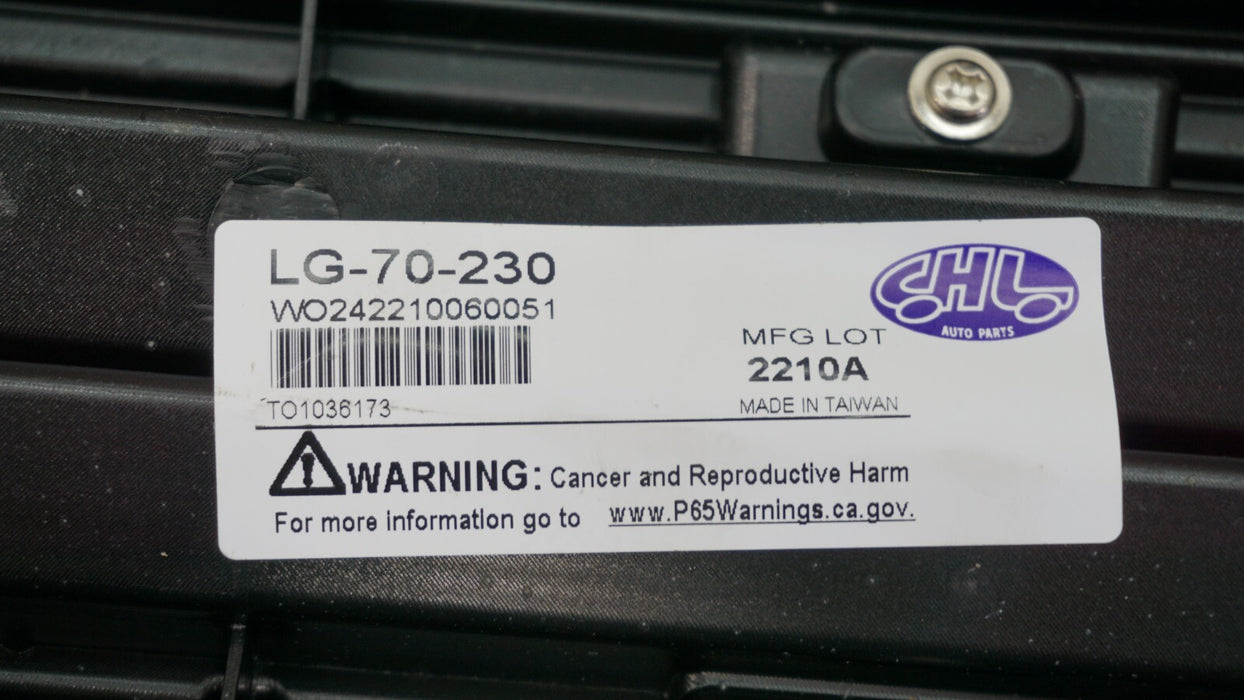 LG-70-230
WO242210060051
TO1036173
CHL
AUTO PARTS
MFG LOT
2210A
MADE IN TAIWAN
WARNING: Cancer and Reproductive Harm
For more information go to www.P65Warnings.ca.gov.